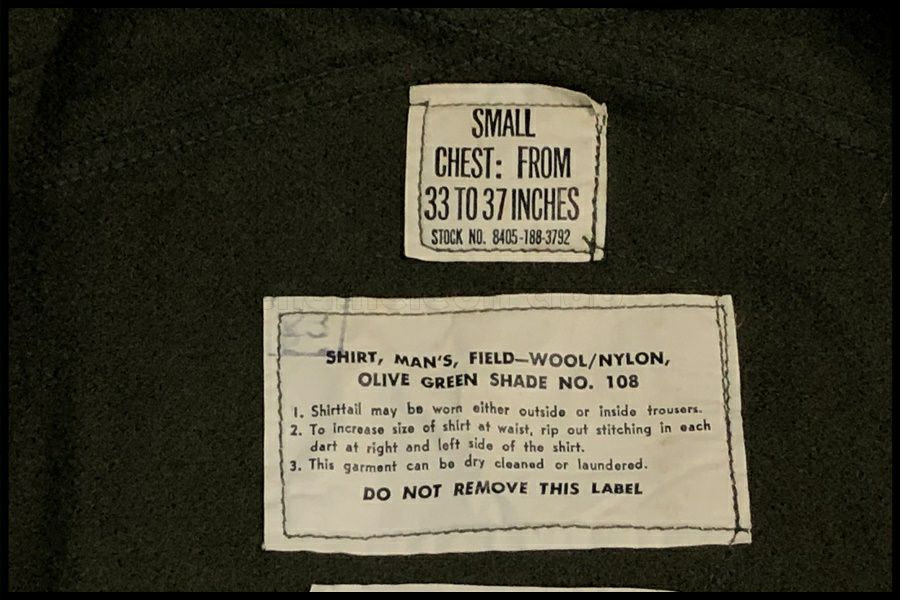 SMALL
CHEST: FROM
33 TO 37 INCHES
STOCK NO. 8405-188-3792
SHIRT, MAN'S, FIELD—WOOL/NYLON,
OLIVE GREEN SHADE NO. 108
1. Shirttail may be worn either outside or inside trousers.
2. To increase size of shirt at waist, rip out stitching in each
dart at right and left side of the shirt.
3. This garment can be dry cleaned or laundered.
DO NOT REMOVE THIS LABEL